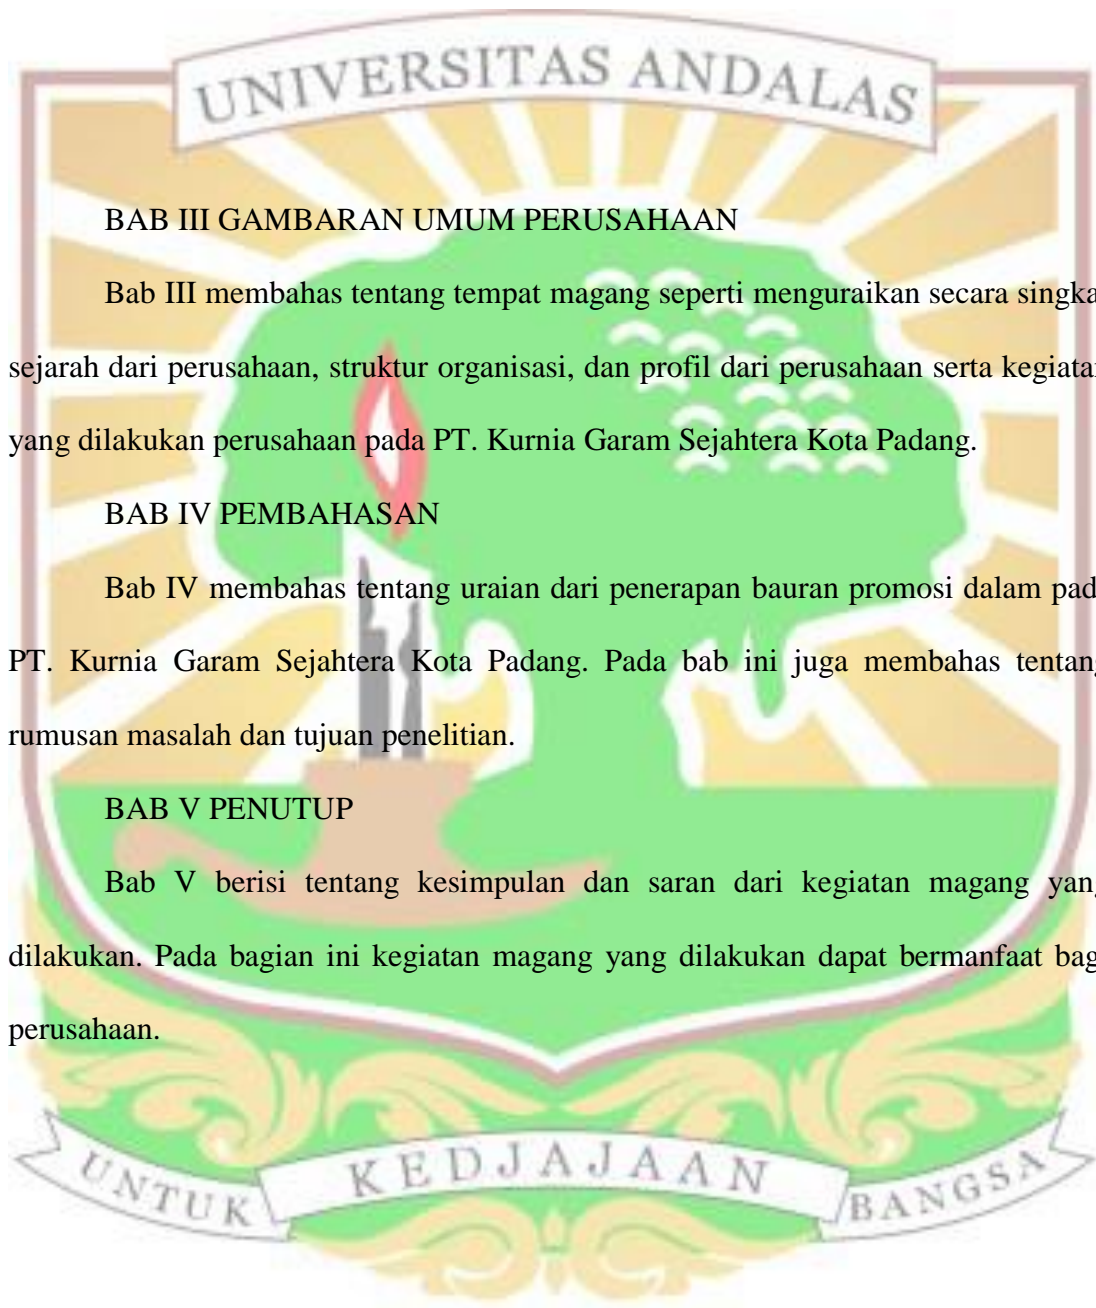 UNIVERSITAS ANDALAS
BAB III GAMBARAN UMUM PERUSAHAAN
Bab III membahas tentang tempat magang seperti menguraikan secara singka
sejarah dari perusahaan, struktur organisasi, dan profil dari perusahaan serta kegiatan
yang dilakukan perusahaan pada PT. Kurnia Garam Sejahtera Kota Padang.
BAB IV PEMBAHASAN
Bab IV membahas tentang uraian dari penerapan bauran promosi dalam pad
PT. Kurnia Garam Sejahtera Kota Padang. Pada bab ini juga membahas tentang
rumusan masalah dan tujuan penelitian.
BAB V PENUTUP
Bab V berisi tentang kesimpulan dan saran dari kegiatan magang yang
dilakukan. Pada bagian ini kegiatan magang yang dilakukan dapat bermanfaat bag
perusahaan.
UNTUK KEDJAJAAN BANGSA